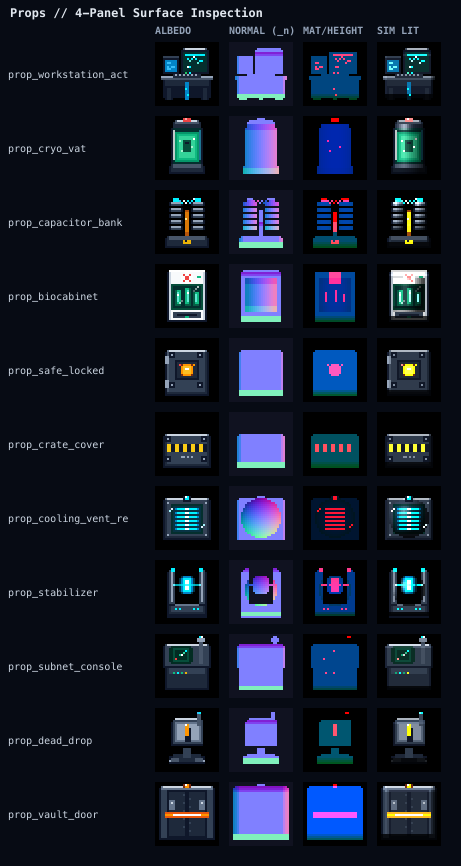 Props // 4-Panel Surface Inspection
ALBEDO NORMAL (_n) MAT/HEIGHT SIM LIT
prop_workstation_act
prop_cryo_vat
prop_capacitor_bank
prop_biocabinet
prop_safe_locked
prop_crate_cover
prop_cooling_vent_re
prop_stabilizer
prop_subnet_console
prop_dead_drop
prop_vault_door